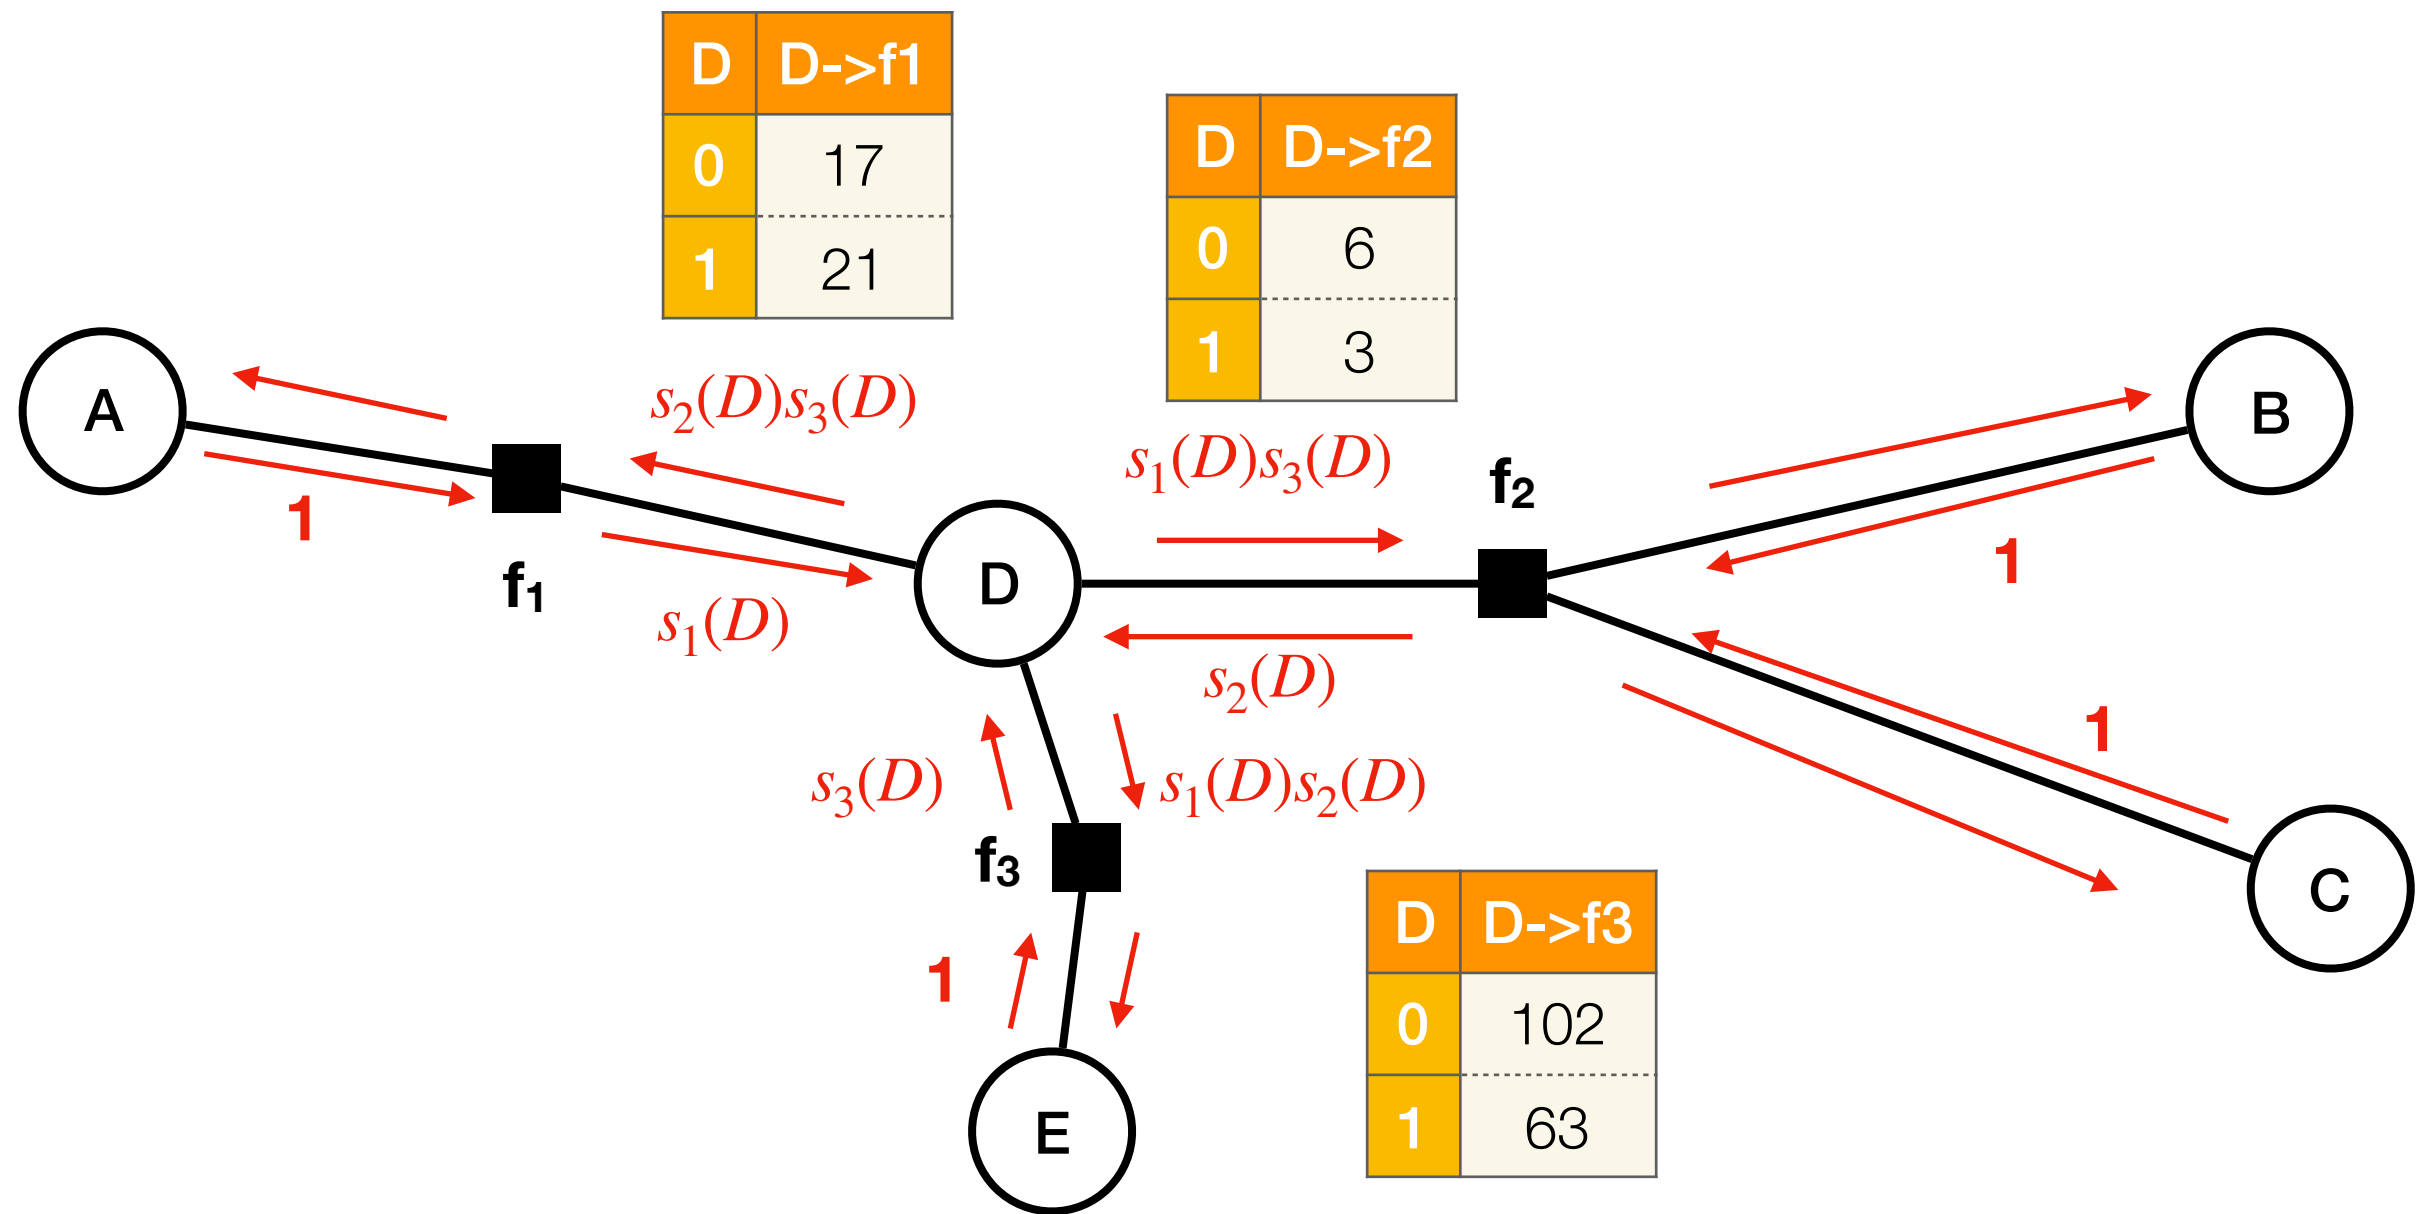 D D->f1
0 17
1 21
D D->f2
0 6
1 3
A
s₂(D)s₃(D)
1
f₁
s₁(D)
D
s₁(D)s₃(D)
f₂
B
1
s₂(D)
1
s₃(D)
s₁(D)s₂(D)
f₃
C
D D->f3
0 102
1 63
1
E